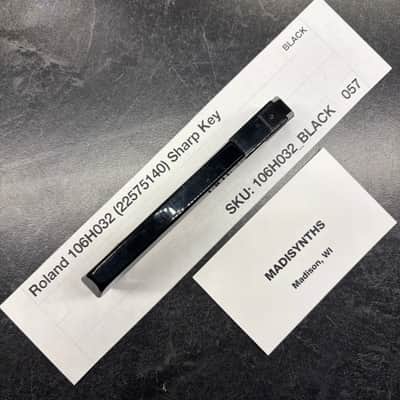 BLACK
Roland 106H032 (22575140) Sharp Key
SKU: 106H032_BLACK 057
MADISYNTHS
Madison, WI